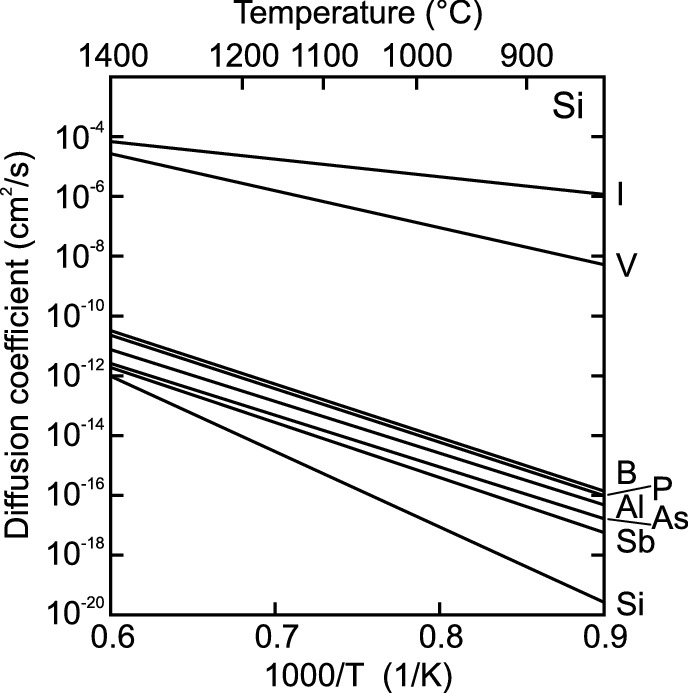 Temperature (°C)
1400 1200 1100 1000 900
Si
Diffusion coefficient (cm²/s)
10⁻⁴
10⁻⁶
10⁻⁸
10⁻¹⁰
10⁻¹²
10⁻¹⁴
10⁻¹⁶
10⁻¹⁸
10⁻²⁰
I
V
B
P
Al
As
Sb
Si
0.6 0.7 0.8 0.9
1000/T (1/K)